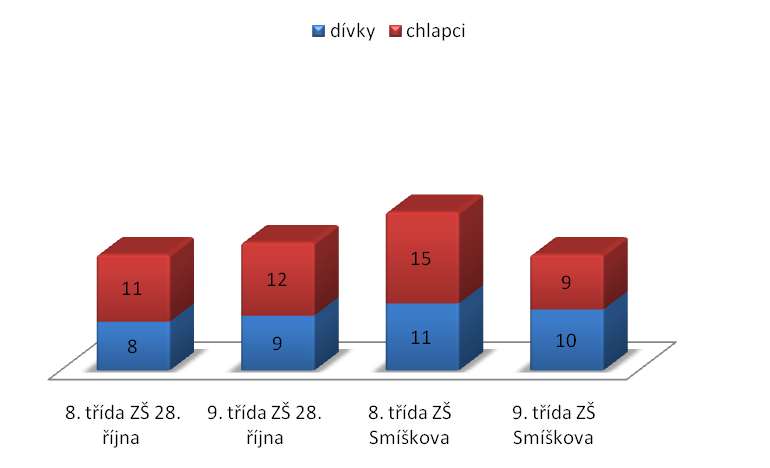 dívky chlapci
11 12 15 9
8 9 11 10
8. třída ZŠ 28.
října
9. třída ZŠ 28.
října
8. třída ZŠ
Smíškova
9. třída ZŠ
Smíškova